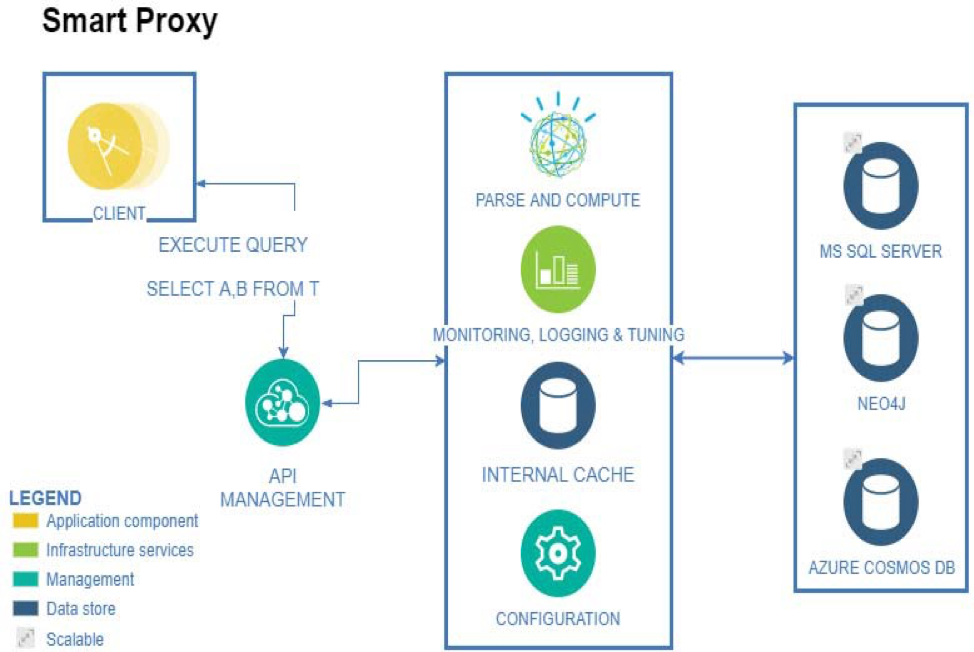 Smart Proxy
CLIENT
EXECUTE QUERY
SELECT A,B FROM T
API
MANAGEMENT
PARSE AND COMPUTE
MONITORING, LOGGING & TUNING
INTERNAL CACHE
CONFIGURATION
MS SQL SERVER
NEO4J
AZURE COSMOS DB
LEGEND
Application component
Infrastructure services
Management
Data store
Scalable